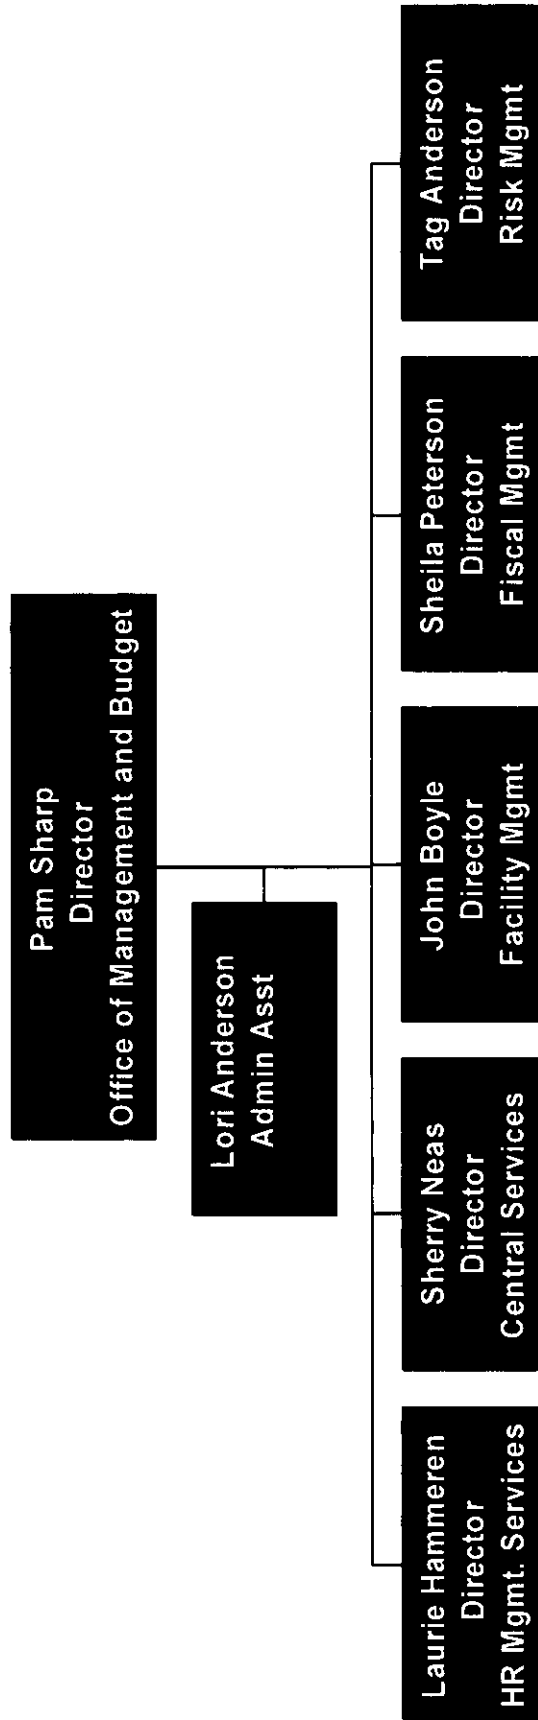 Pam Sharp
Director
Office of Management and Budget
Lori Anderson
Admin Asst
Laurie Hammeren
Director
HR Mgmt. Services
Sherry Neas
Director
Central Services
John Boyle
Director
Facility Mgmt
Sheila Peterson
Director
Fiscal Mgmt
Tag Anderson
Director
Risk Mgmt